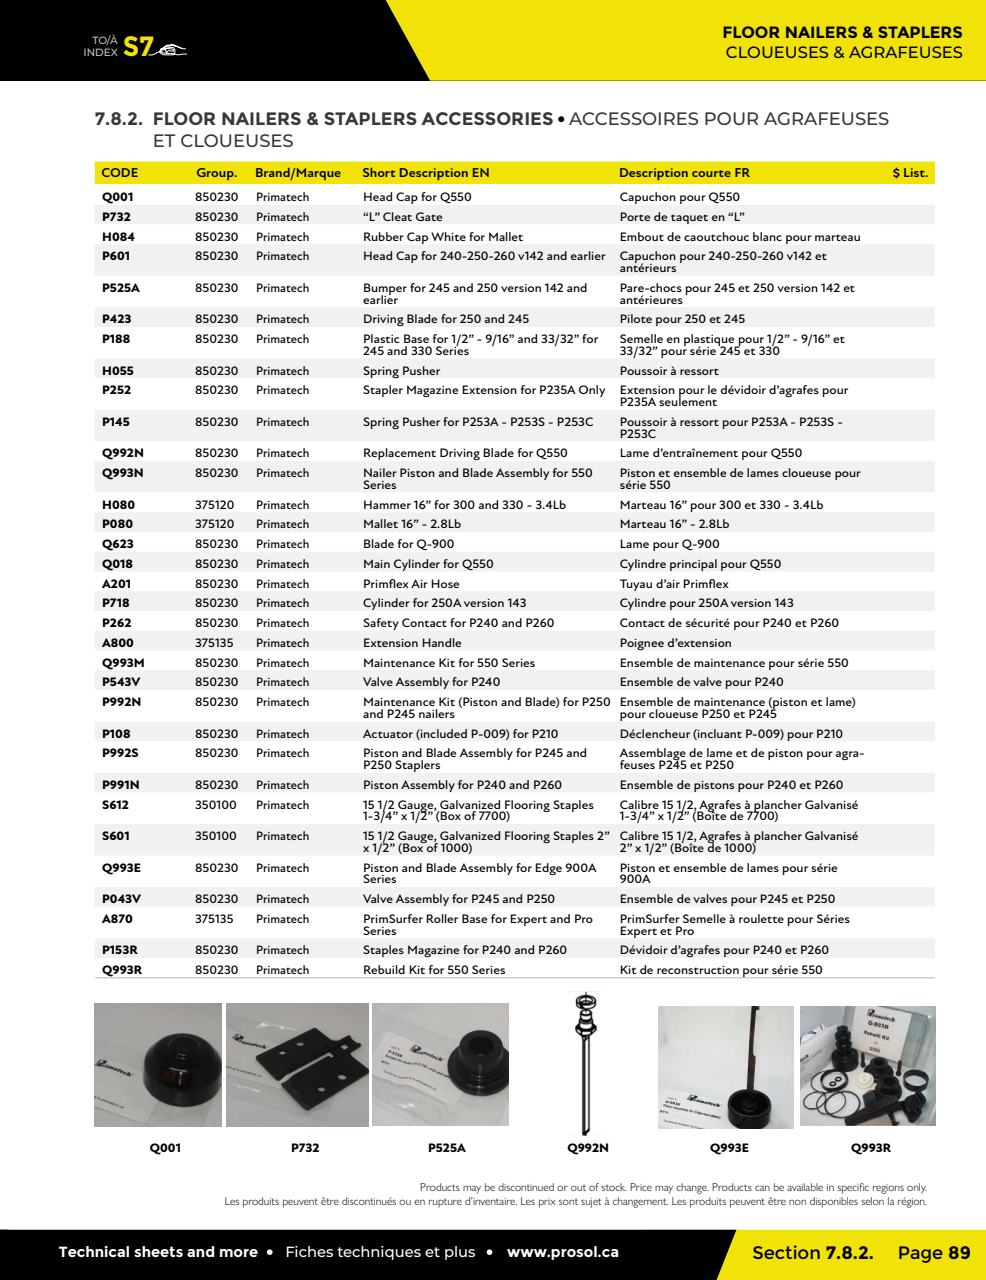 TO/À
INDEX S7
FLOOR NAILERS & STAPLERS
CLOUEUSES & AGRAFEUSES
7.8.2. FLOOR NAILERS & STAPLERS ACCESSORIES • ACCESSOIRES POUR AGRAFEUSES
ET CLOUEUSES
CODE Group. Brand/Marque Short Description EN Description courte FR $ List.
Q001 850230 Primatech Head Cap for Q550 Capuchon pour Q550
P732 850230 Primatech “L” Cleat Gate Porte de taquet en “L”
H084 850230 Primatech Rubber Cap White for Mallet Embout de caoutchouc blanc pour marteau
P601 850230 Primatech Head Cap for 240-250-260 v142 and earlier Capuchon pour 240-250-260 v142 et
antérieurs
P525A 850230 Primatech Bumper for 245 and 250 version 142 and Pare-chocs pour 245 et 250 version 142 et
earlier antérieures
P423 850230 Primatech Driving Blade for 250 and 245 Pilote pour 250 et 245
P188 850230 Primatech Plastic Base for 1/2” - 9/16” and 33/32” for Semelle en plastique pour 1/2” - 9/16” et
245 and 330 Series 33/32” pour série 245 et 330
H055 850230 Primatech Spring Pusher Poussoir à ressort
P252 850230 Primatech Stapler Magazine Extension for P235A Only Extension pour le dévidoir d’agrafes pour
P235A seulement
P145 850230 Primatech Spring Pusher for P253A - P253S - P253C Poussoir à ressort pour P253A - P253S -
P253C
Q992N 850230 Primatech Replacement Driving Blade for Q550 Lame d’entraînement pour Q550
Q993N 850230 Primatech Nailer Piston and Blade Assembly for 550 Piston et ensemble de lames cloueuse pour
Series série 550
H080 375120 Primatech Hammer 16” for 300 and 330 - 3.4Lb Marteau 16” pour 300 et 330 - 3.4Lb
P080 375120 Primatech Mallet 16” - 2.8Lb Marteau 16” - 2.8Lb
Q623 850230 Primatech Blade for Q-900 Lame pour Q-900
Q018 850230 Primatech Main Cylinder for Q550 Cylindre principal pour Q550
A201 850230 Primatech Primflex Air Hose Tuyau d’air Primflex
P718 850230 Primatech Cylinder for 250A version 143 Cylindre pour 250A version 143
P262 850230 Primatech Safety Contact for P240 and P260 Contact de sécurité pour P240 et P260
A800 375135 Primatech Extension Handle Poignee d’extension
Q993M 850230 Primatech Maintenance Kit for 550 Series Ensemble de maintenance pour série 550
P543V 850230 Primatech Valve Assembly for P240 Ensemble de valve pour P240
P992N 850230 Primatech Maintenance Kit (Piston and Blade) for P250 Ensemble de maintenance (piston et lame)
and P245 nailers pour cloueuse P250 et P245
P108 850230 Primatech Actuator (included P-009) for P210 Déclencheur (incluant P-009) pour P210
P992S 850230 Primatech Piston and Blade Assembly for P245 and Assemblage de lame et de piston pour agra-
P250 Staplers feuses P245 et P250
P991N 850230 Primatech Piston Assembly for P240 and P260 Ensemble de pistons pour P240 et P260
S612 350100 Primatech 15 1/2 Gauge, Galvanized Flooring Staples Calibre 15 1/2, Agrafes à plancher Galvanisé
1-3/4” x 1/2” (Box of 7700) 1-3/4” x 1/2” (Boîte de 7700)
S601 350100 Primatech 15 1/2 Gauge, Galvanized Flooring Staples 2” Calibre 15 1/2, Agrafes à plancher Galvanisé
x 1/2” (Box of 1000) 2” x 1/2” (Boîte de 1000)
Q993E 850230 Primatech Piston and Blade Assembly for Edge 900A Piston et ensemble de lames pour série
Series 900A
P043V 850230 Primatech Valve Assembly for P245 and P250 Ensemble de valves pour P245 et P250
A870 375135 Primatech PrimSurfer Roller Base for Expert and Pro PrimSurfer Semelle à roulette pour Séries
Series Expert et Pro
P153R 850230 Primatech Staples Magazine for P240 and P260 Dévidoir d’agrafes pour P240 et P260
Q993R 850230 Primatech Rebuild Kit for 550 Series Kit de reconstruction pour série 550
Primatech
Q-993R
Rebuild Kit
Q001 P732 P525A Q992N Q993E Q993R
Products may be discontinued or out of stock. Price may change. Products can be available in specific regions only.
Les produits peuvent être discontinués ou en rupture d’inventaire. Les prix sont sujet à changement. Les produits peuvent être non disponibles selon la région.
Technical sheets and more • Fiches techniques et plus • www.prosol.ca
Section 7.8.2. Page 89